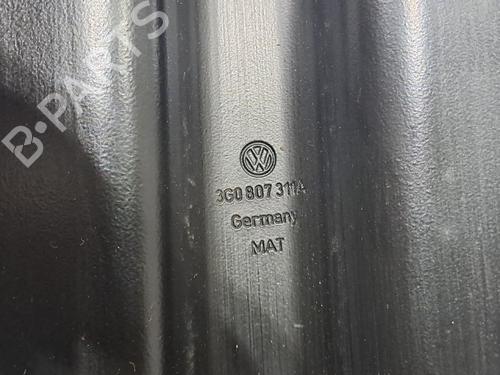 B-PARTS
3G0 807 311A
Germany
MAT